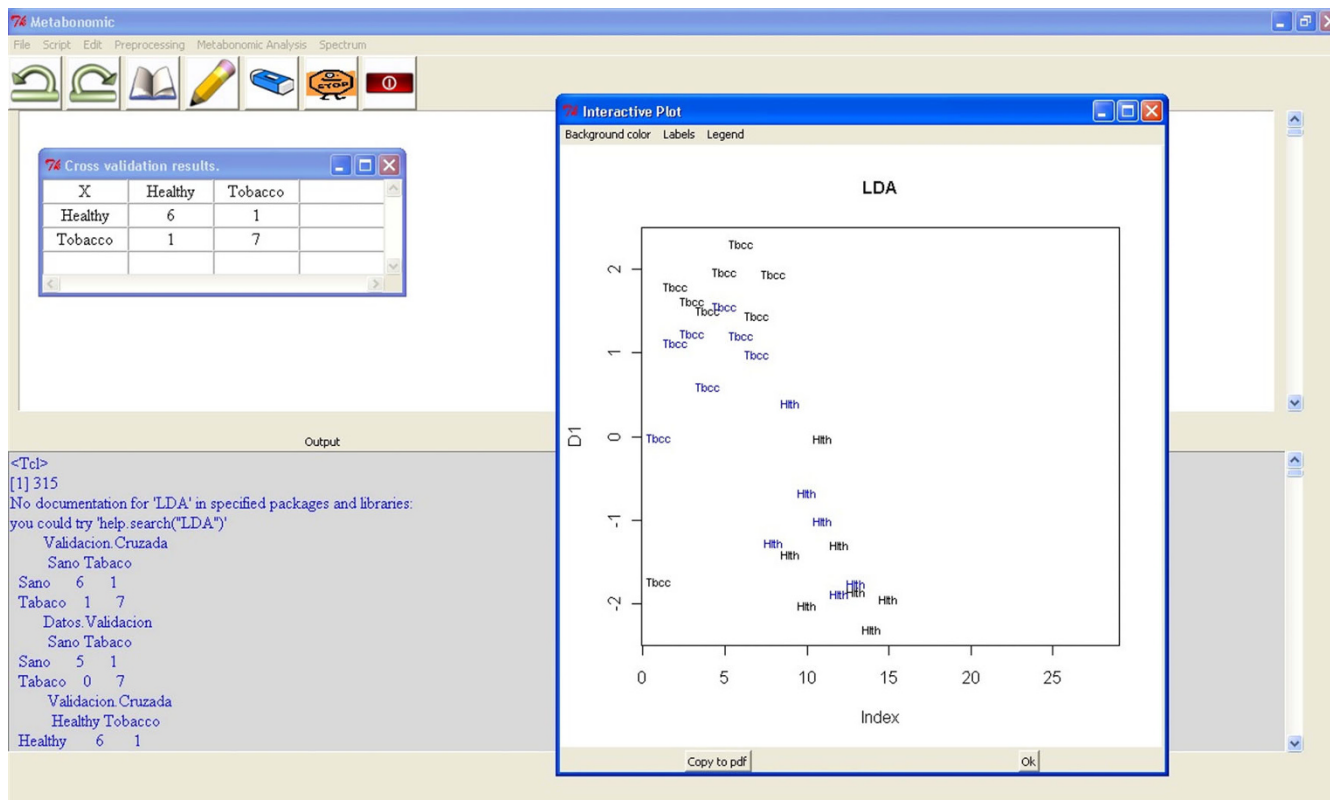 Metabonomic
File Script Edit Preprocessing Metabonomic Analysis Spectrum
STOP
Cross validation results.
X Healthy Tobacco
Healthy 6 1
Tobacco 1 7
Output
<Tcl>
[1] 315
No documentation for 'LDA' in specified packages and libraries:
you could try 'help.search("LDA")'
Validacion.Cruzada
Sano Tabaco
Sano 6 1
Tabaco 1 7
Datos.Validacion
Sano Tabaco
Sano 5 1
Tabaco 0 7
Validacion.Cruzada
Healthy Tobacco
Healthy 6 1
Interactive Plot
Background color Labels Legend
LDA
Tbcc
Tbcc Tbcc
Tbcc
Tbcc Tbcc Tbcc
Tbcc
Tbcc Tbcc
Tbcc
Tbcc
Tbcc
Hlth
Tbcc
Hlth
Hlth
Hlth
Hlth Hlth
Hlth
Tbcc
Hlth
Hlth Hlth
Hlth
Hlth
Hlth
D1
2
1
0
-1
-2
0 5 10 15 20 25
Index
Copy to pdf Ok